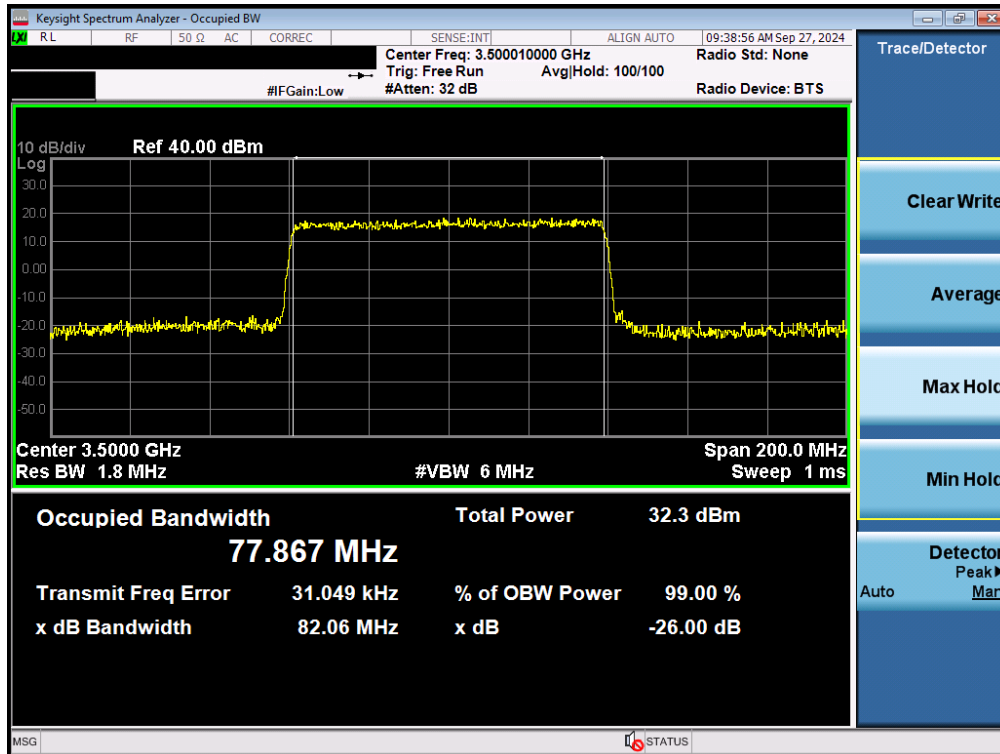 Keysight Spectrum Analyzer - Occupied BW
LXI RL RF 50 Ω AC CORREC SENSE:INT ALIGN AUTO 09:38:56 AM Sep 27, 2024
Center Freq: 3.500010000 GHz Radio Std: None
Trig: Free Run Avg|Hold: 100/100
#IFGain:Low #Atten: 32 dB Radio Device: BTS
Trace/Detector
10 dB/div Ref 40.00 dBm
Log
30.0
20.0
10.0
0.00
-10.0
-20.0
-30.0
-40.0
-50.0
Center 3.5000 GHz Span 200.0 MHz
Res BW 1.8 MHz #VBW 6 MHz Sweep 1 ms
Occupied Bandwidth Total Power 32.3 dBm
77.867 MHz
Transmit Freq Error 31.049 kHz % of OBW Power 99.00 %
x dB Bandwidth 82.06 MHz x dB -26.00 dB
Clear Write
Average
Max Hold
Min Hold
Detector
Peak
Auto Man
MSG STATUS